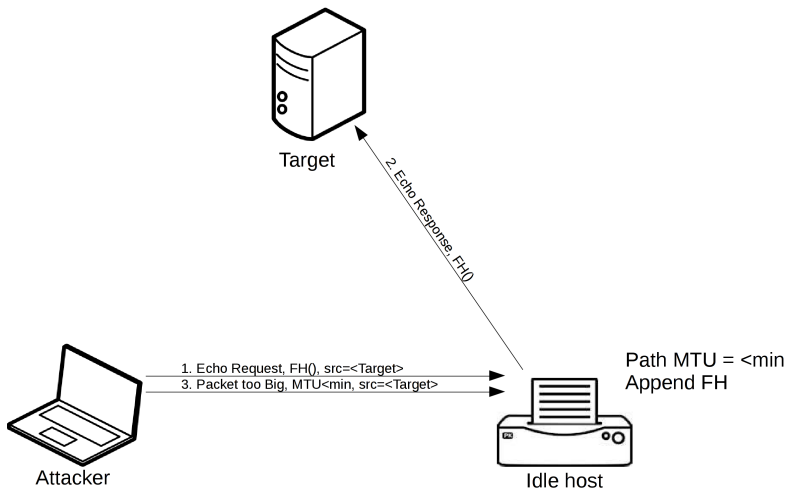 Target
2. Echo Response, FH()
1. Echo Request, FH(), src=<Target>
3. Packet too Big, MTU<min, src=<Target>
Path MTU = <min
Append FH
Attacker
Idle host